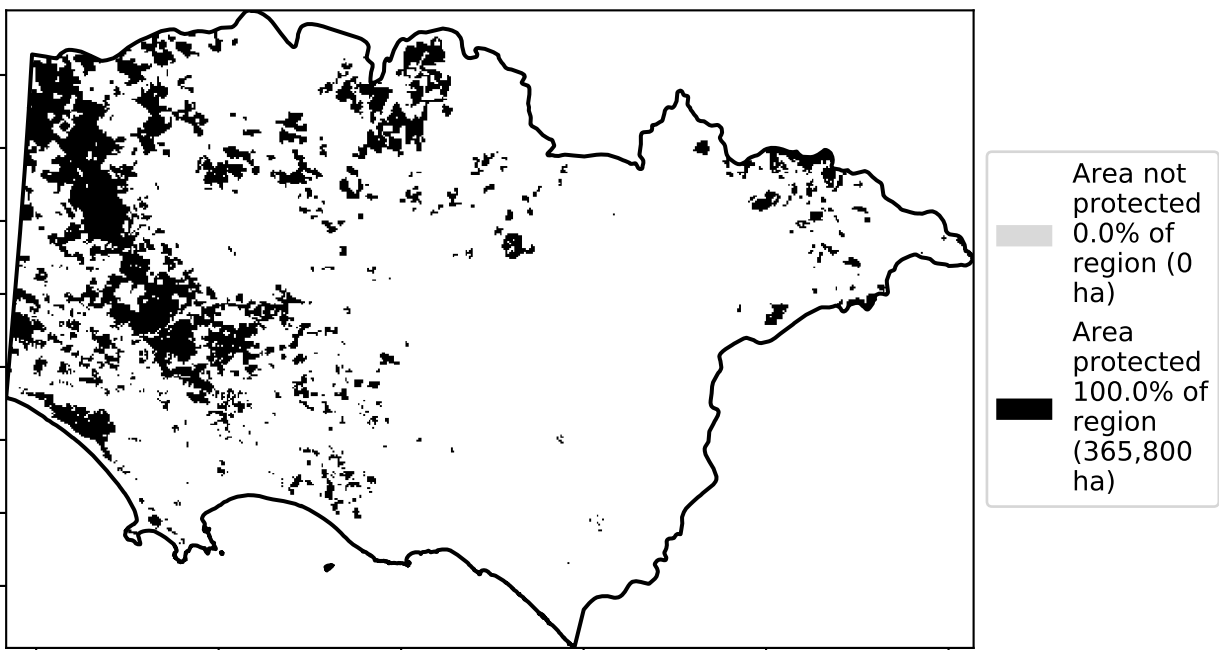 Area not
protected
0.0% of
region (0
ha)
Area
protected
100.0% of
region
(365,800
ha)